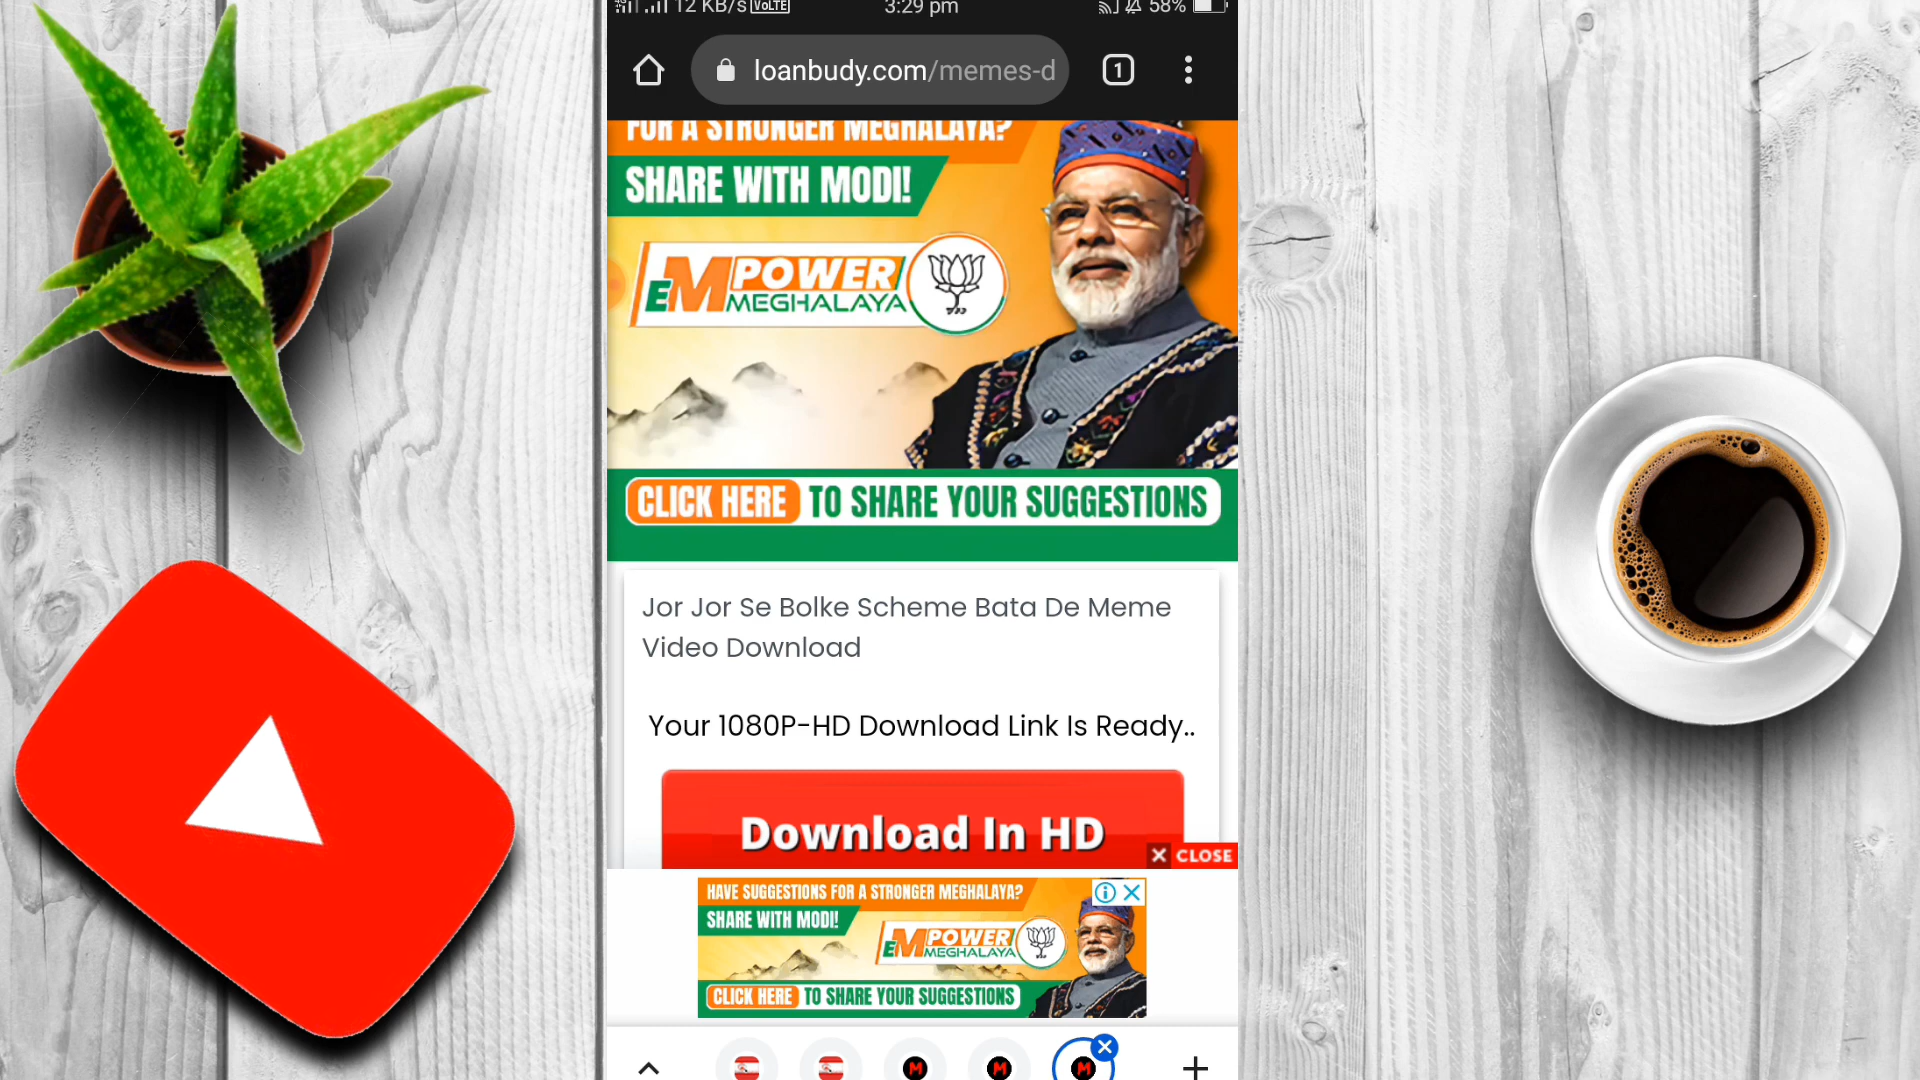 12 KB/s VoLTE 3:29 pm 58%
loanbudy.com/memes-d 1
FOR A STRONGER MEGHALAYA?
SHARE WITH MODI!
EMPOWER
MEGHALAYA
CLICK HERE TO SHARE YOUR SUGGESTIONS
Jor Jor Se Bolke Scheme Bata De Meme
Video Download
Your 1080P-HD Download Link Is Ready..
Download In HD
× CLOSE
HAVE SUGGESTIONS FOR A STRONGER MEGHALAYA?
SHARE WITH MODI!
EMPOWER
MEGHALAYA
CLICK HERE TO SHARE YOUR SUGGESTIONS
M M M